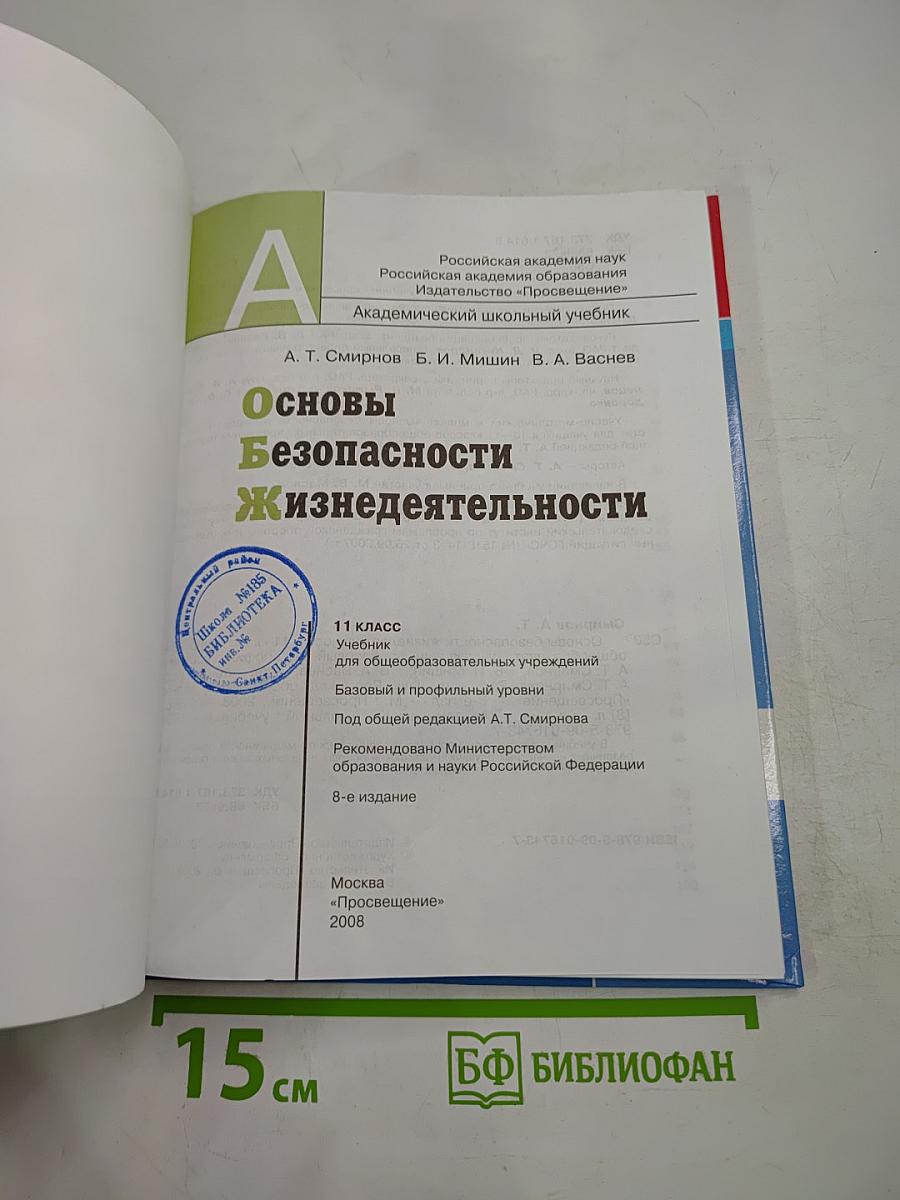 А
Российская академия наук
Российская академия образования
Издательство «Просвещение»
Академический школьный учебник
А. Т. Смирнов Б. И. Мишин В. А. Васнев
Основы
Безопасности
Жизнедеятельности
Центральный район
Школа №185
БИБЛИОТЕКА
инв.№
* Санкт-Петербург *
11 КЛАСС
Учебник
для общеобразовательных учреждений
Базовый и профильный уровни
Под общей редакцией А.Т. Смирнова
Рекомендовано Министерством
образования и науки Российской Федерации
8-е издание
Москва
«Просвещение»
2008
15 см
БФ БИБЛИОФАН